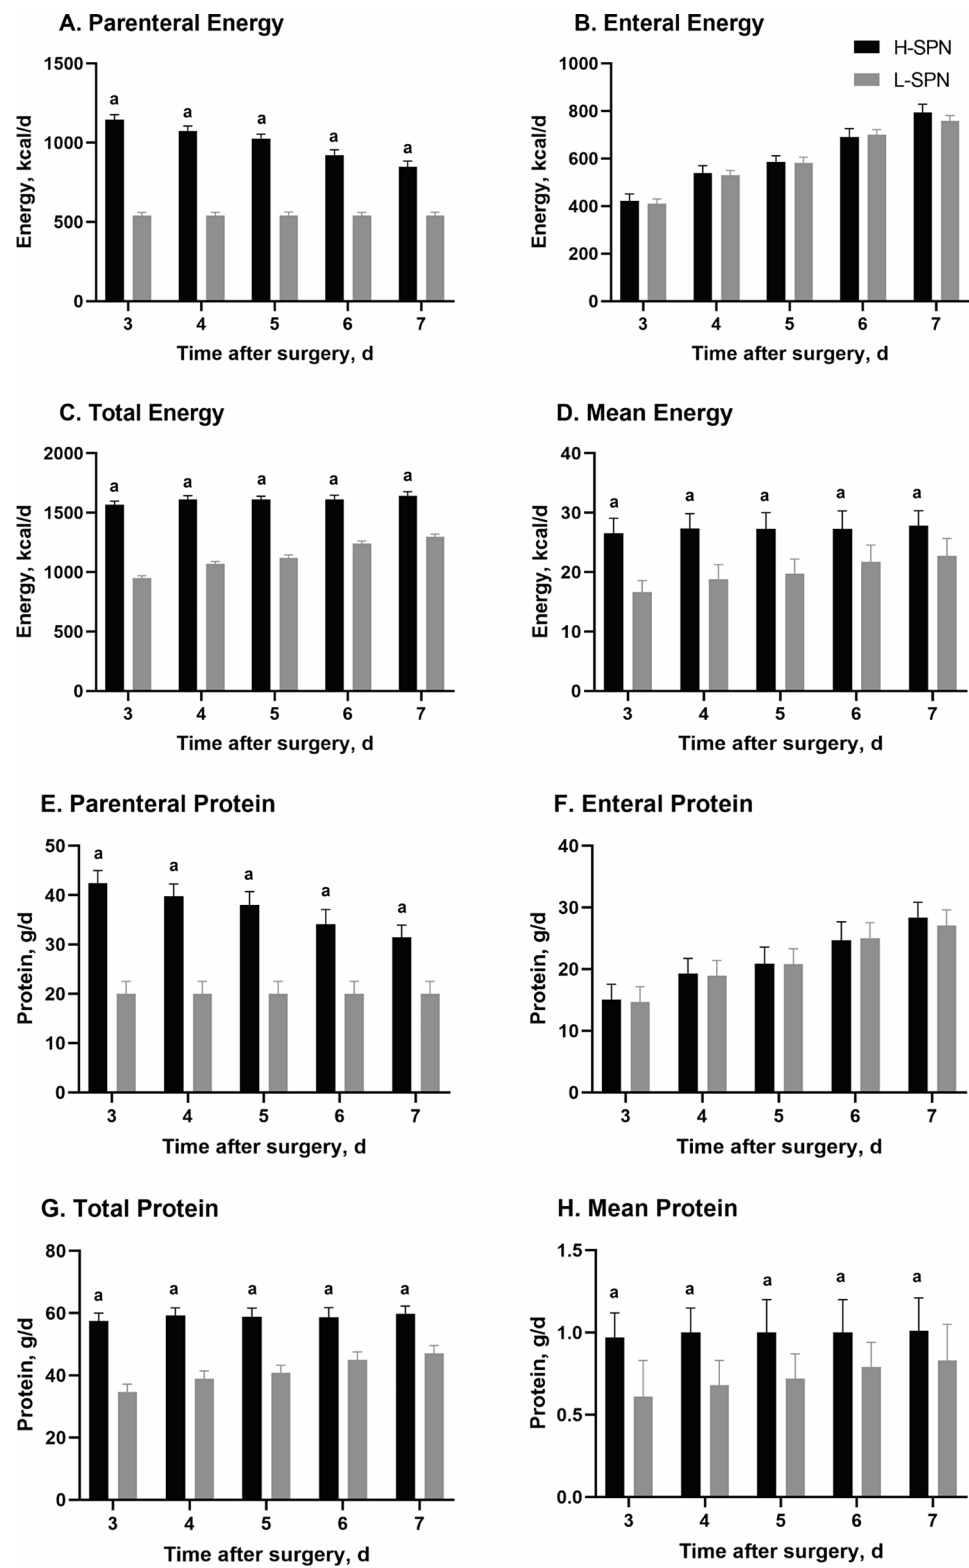 A. Parenteral Energy
1500
1000
500
0
Energy, kcal/d
a
a
a
a
a
3 4 5 6 7
Time after surgery, d
B. Enteral Energy
H-SPN
L-SPN
1000
800
600
400
200
0
Energy, kcal/d
3 4 5 6 7
Time after surgery, d
C. Total Energy
2000
1500
1000
500
0
Energy, kcal/d
a
a
a
a
a
3 4 5 6 7
Time after surgery, d
D. Mean Energy
40
30
20
10
0
Energy, kcal/d
a
a
a
a
a
3 4 5 6 7
Time after surgery, d
E. Parenteral Protein
50
40
30
20
10
0
Protein, g/d
a
a
a
a
a
3 4 5 6 7
Time after surgery, d
F. Enteral Protein
40
30
20
10
0
Protein, g/d
3 4 5 6 7
Time after surgery, d
G. Total Protein
80
60
40
20
0
Protein, g/d
a
a
a
a
a
3 4 5 6 7
Time after surgery, d
H. Mean Protein
1.5
1.0
0.5
0.0
Protein, g/d
a
a
a
a
a
3 4 5 6 7
Time after surgery, d